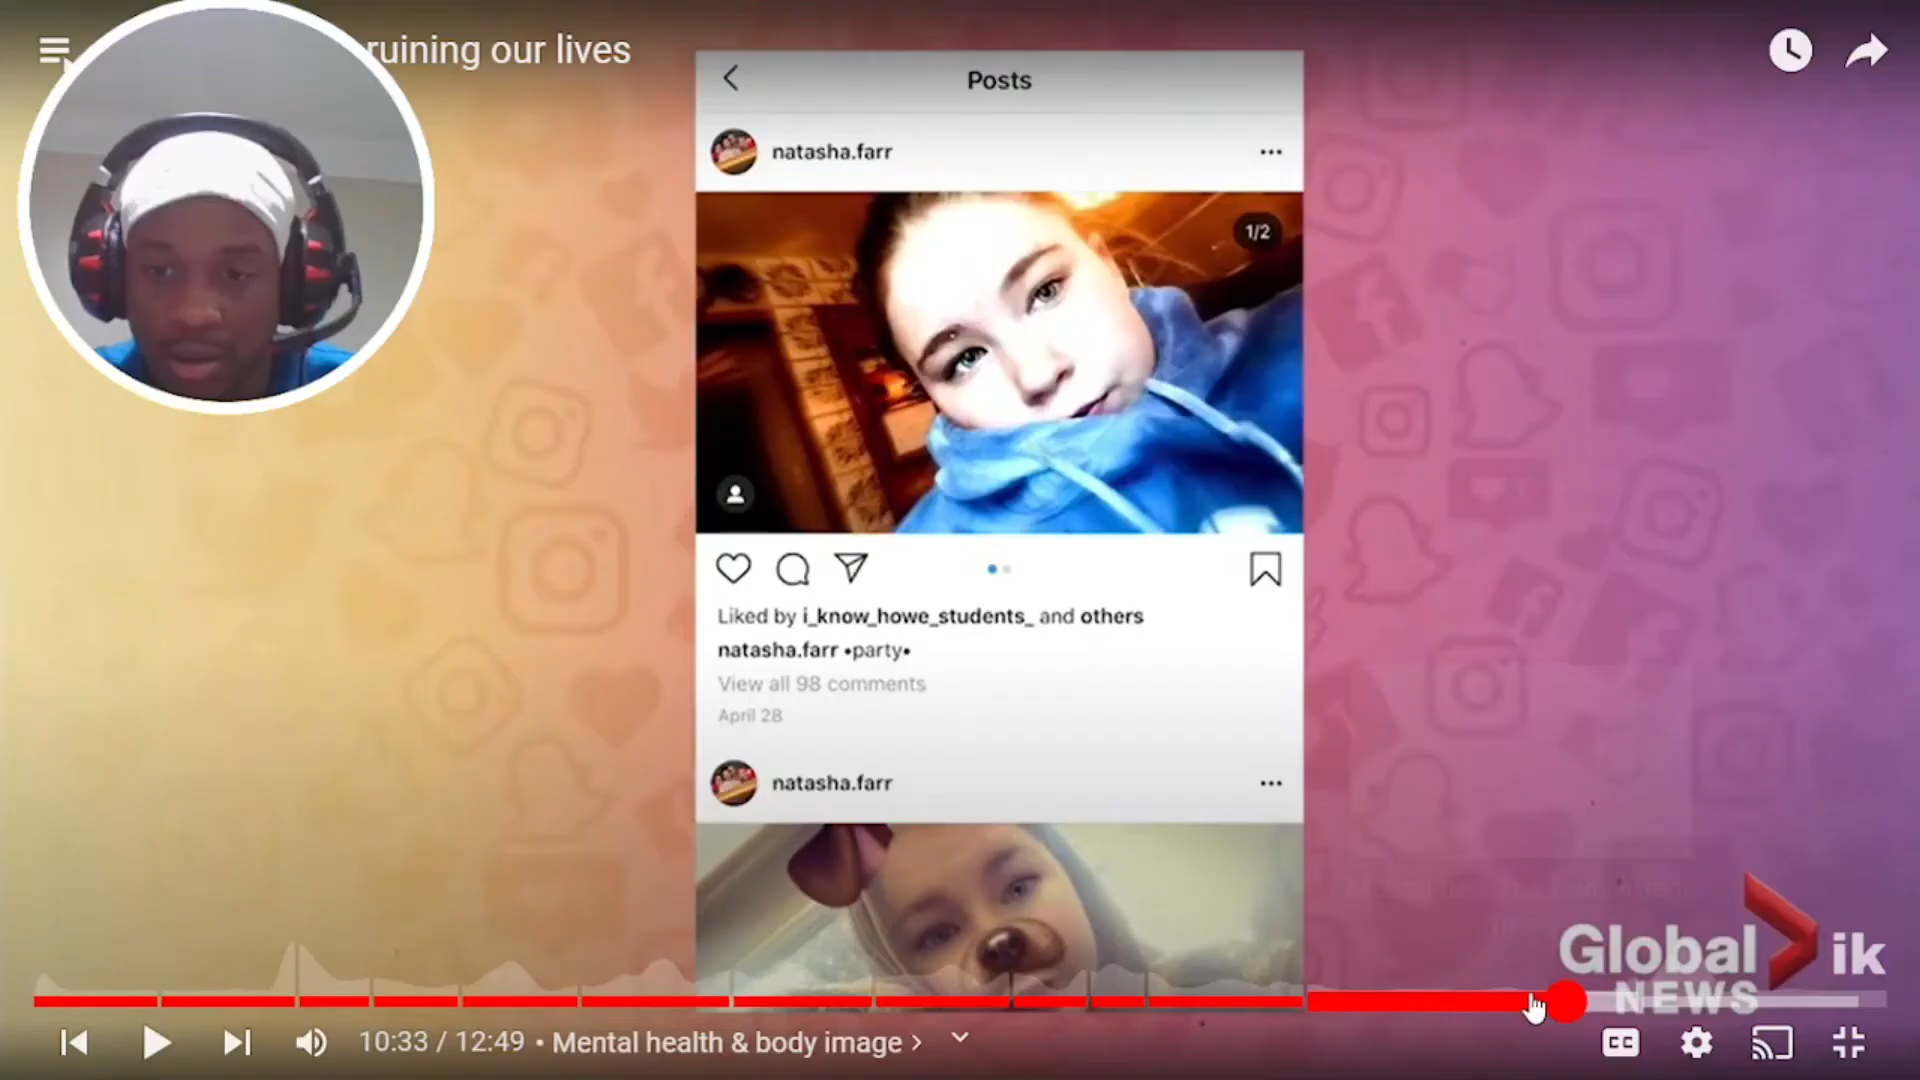 ruining our lives
Posts
natasha.farr
1/2
Liked by i_know_howe_students_ and others
natasha.farr •party•
View all 98 comments
April 28
natasha.farr
Global
NEWS
ik
10:33 / 12:49 • Mental health & body image
CC